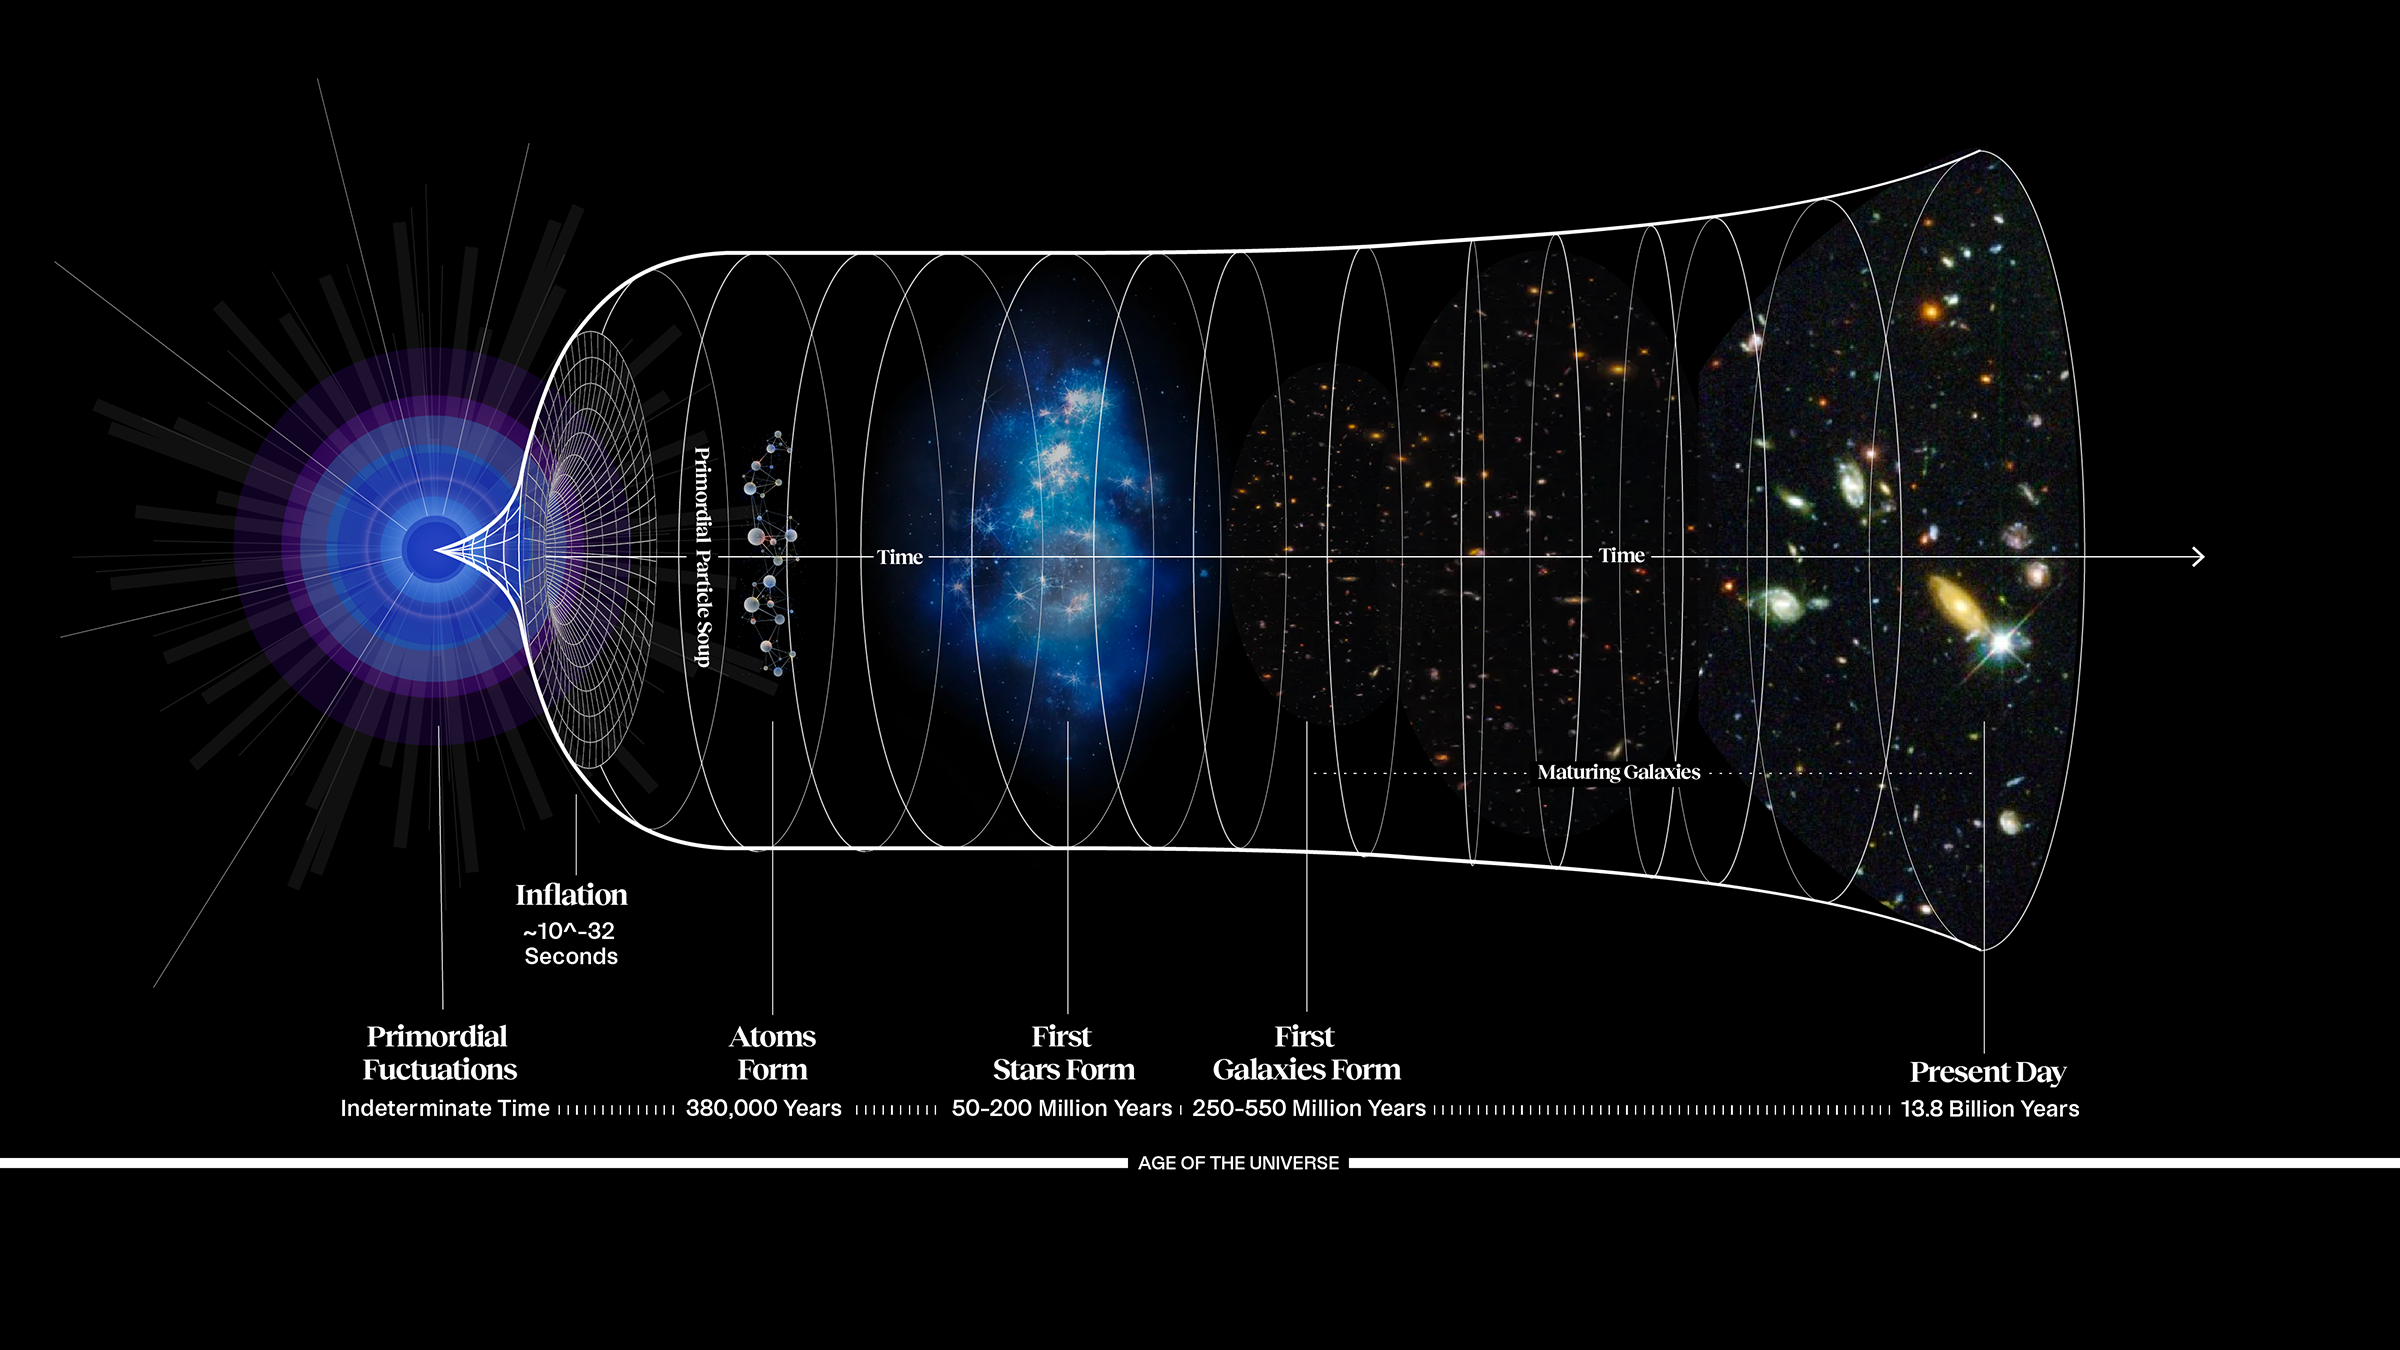 Primordial Particle Soup
Time
Time
Maturing Galaxies
Inflation
~10^-32
Seconds
Primordial
Fuctuations
Indeterminate Time
Atoms
Form
380,000 Years
First
Stars Form
50-200 Million Years
First
Galaxies Form
250-550 Million Years
Present Day
13.8 Billion Years
AGE OF THE UNIVERSE